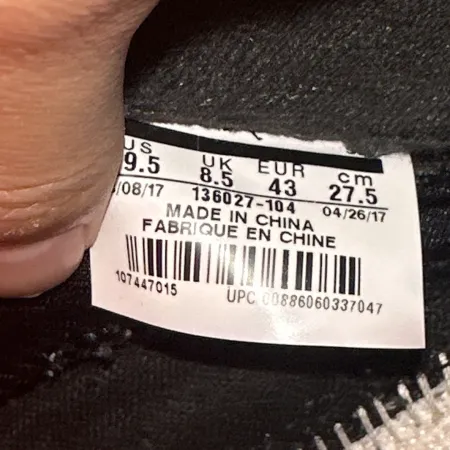 US UK EUR cm
9.5 8.5 43 27.5
/08/17 136027-104 04/26/17
MADE IN CHINA
FABRIQUE EN CHINE
107447015 UPC 00886060337047